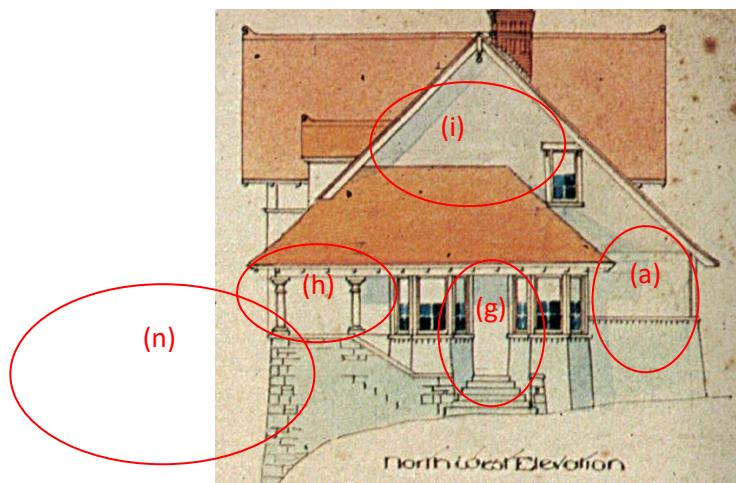 (i)
(h)
(a)
(g)
(n)
North West Elevation